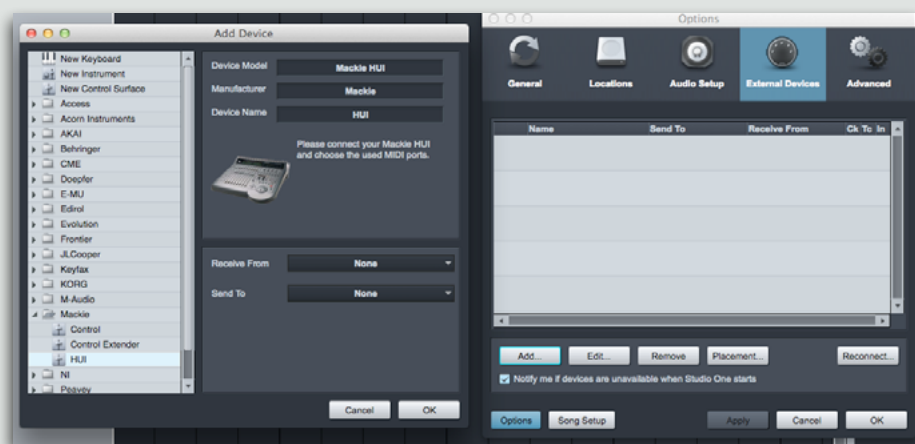 Add Device
New Keyboard
New Instrument
New Control Surface
Access
Acorn Instruments
AKAI
Behringer
CME
Doepfer
E-MU
Edirol
Evolution
Frontier
JLCooper
Keyfax
KORG
M-Audio
Mackie
Control
Control Extender
HUI
NI
Peavey
Device Model Mackie HUI
Manufacturer Mackie
Device Name HUI
Please connect your Mackie HUI
and choose the used MIDI ports.
Receive From None
Send To None
Cancel OK
Options
General Locations Audio Setup External Devices Advanced
Name Send To Receive From Ck Tc In
Add... Edit... Remove Placement... Reconnect...
Notify me if devices are unavailable when Studio One starts
Options Song Setup Apply Cancel OK